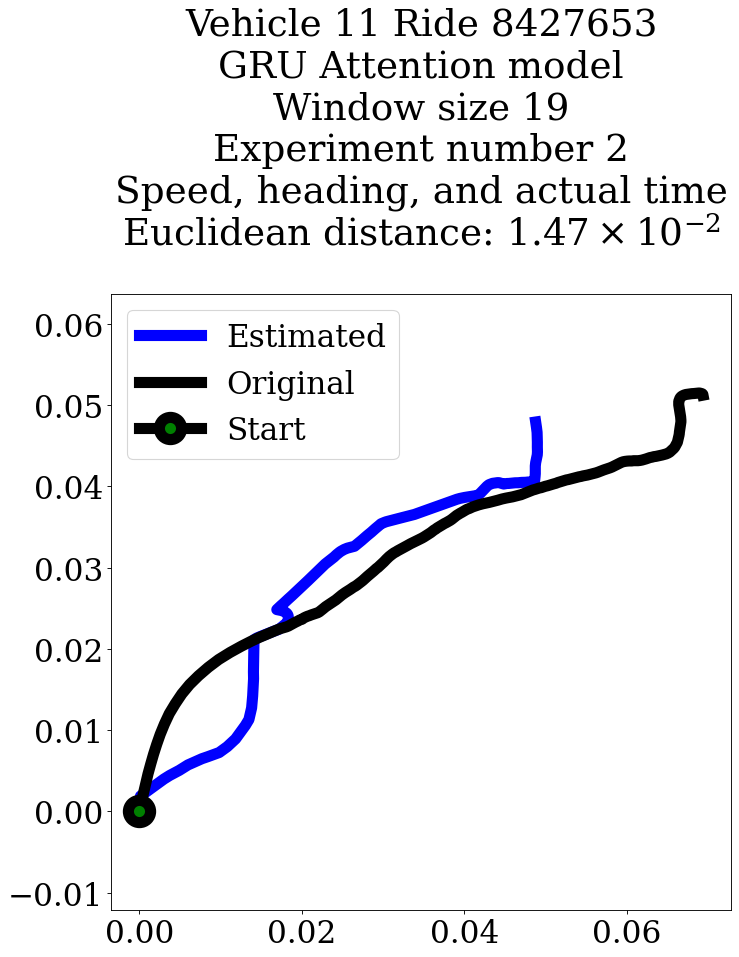 Vehicle 11 Ride 8427653
GRU Attention model
Window size 19
Experiment number 2
Speed, heading, and actual time
Euclidean distance: 1.47 × 10⁻²
Estimated
Original
Start
0.06
0.05
0.04
0.03
0.02
0.01
0.00
−0.01
0.00 0.02 0.04 0.06